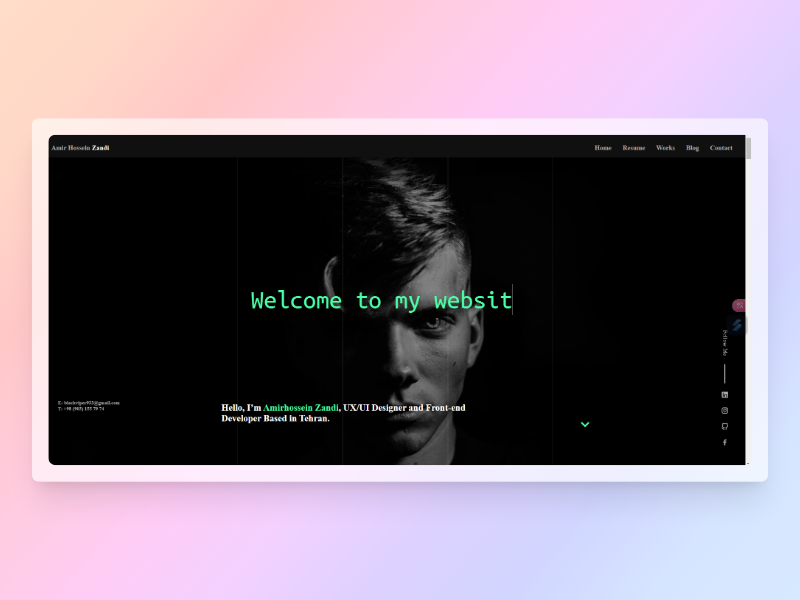 Amir Hossein Zandi
Home Resume Works Blog Contact
Welcome to my websit
Follow Me
E: blackviper915@gmail.com
T: +98 (903) 155 79 74
Hello, I'm Amirhossein Zandi, UX/UI Designer and Front-end
Developer Based in Tehran.